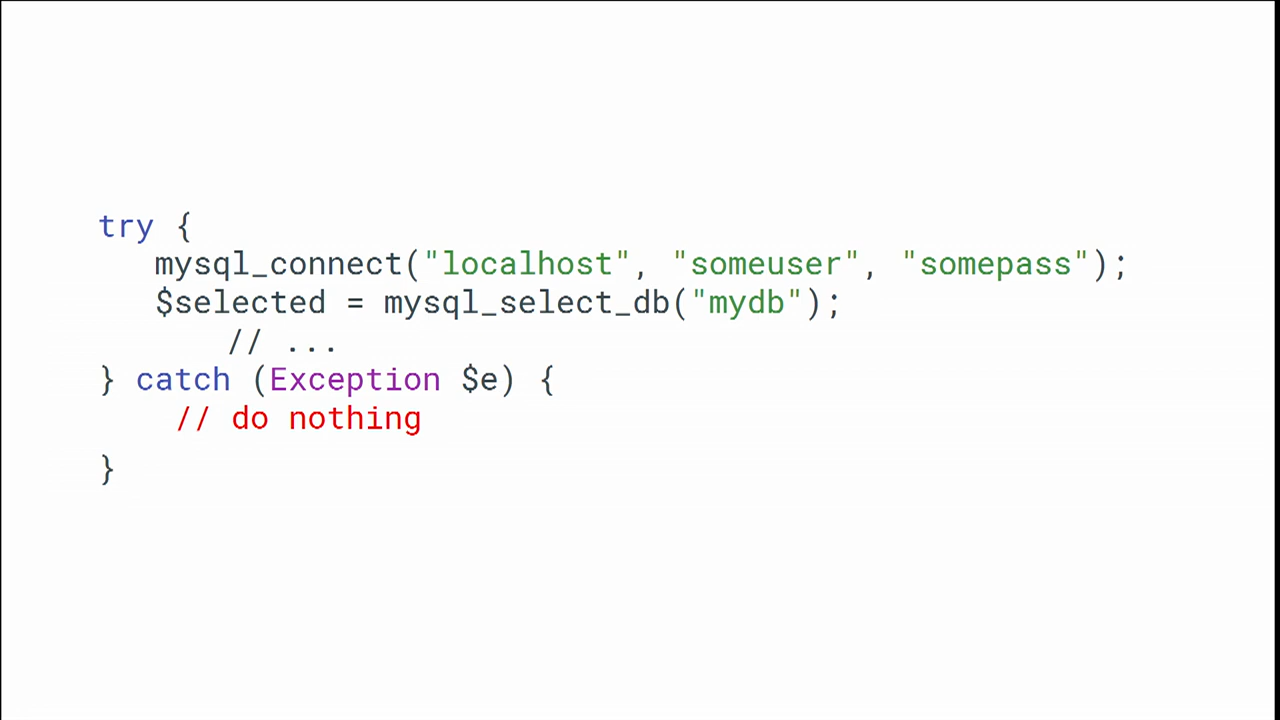 try {
mysql_connect("localhost", "someuser", "somepass");
$selected = mysql_select_db("mydb");
// ...
} catch (Exception $e) {
// do nothing
}